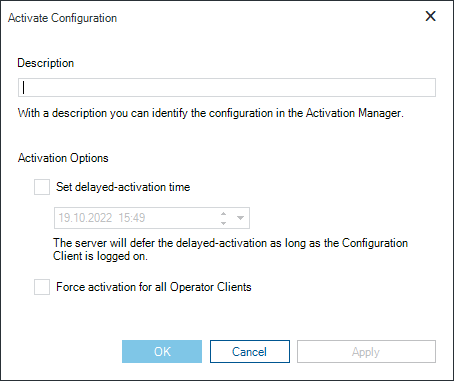 Activate Configuration
Description
With a description you can identify the configuration in the Activation Manager.
Activation Options
Set delayed-activation time
19.10.2022 15:49
The server will defer the delayed-activation as long as the Configuration
Client is logged on.
Force activation for all Operator Clients
OK Cancel Apply